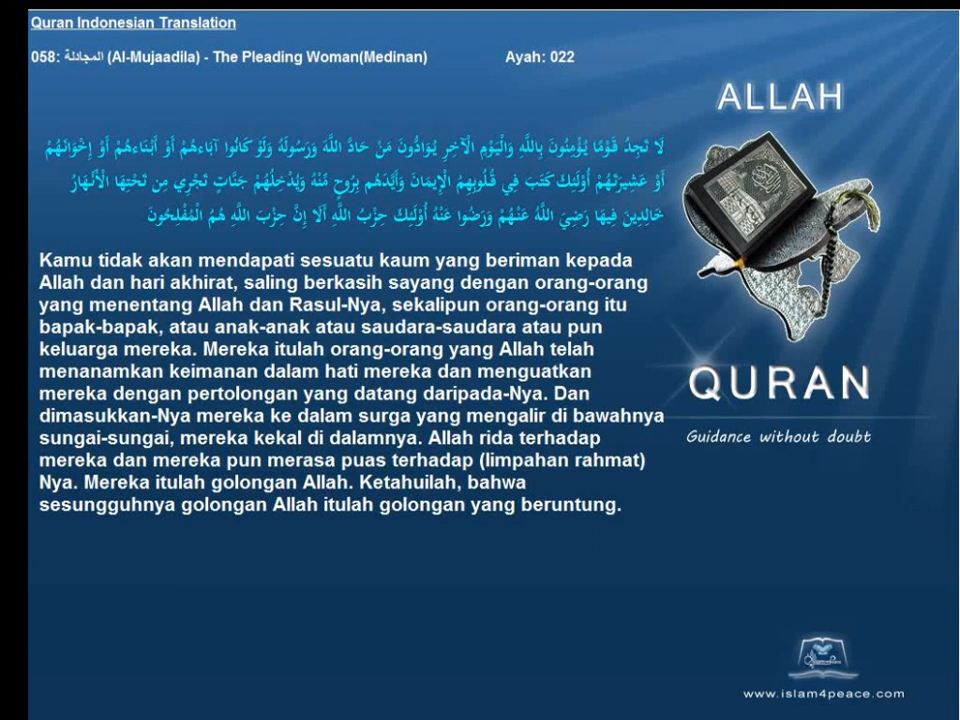 Quran Indonesian Translation
058: المجادلة (Al-Mujaadila) - The Pleading Woman(Medinan) Ayah: 022
لَا تَجِدُ قَوْمًا يُؤْمِنُونَ بِاللَّهِ وَالْيَوْمِ الْآخِرِ يُوَادُّونَ مَنْ حَادَّ اللَّهَ وَرَسُولَهُ وَلَوْ كَانُوا آبَاءهُمْ أَوْ أَبْنَاءهُمْ أَوْ إِخْوَانَهُمْ
أَوْ عَشِيرَتَهُمْ أُوْلَئِكَ كَتَبَ فِي قُلُوبِهِمُ الْإِيمَانَ وَأَيَّدَهُم بِرُوحٍ مِّنْهُ وَيُدْخِلُهُمْ جَنَّاتٍ تَجْرِي مِن تَحْتِهَا الْأَنْهَارُ
خَالِدِينَ فِيهَا رَضِيَ اللَّهُ عَنْهُمْ وَرَضُوا عَنْهُ أُوْلَئِكَ حِزْبُ اللَّهِ أَلَا إِنَّ حِزْبَ اللَّهِ هُمُ الْمُفْلِحُونَ
Kamu tidak akan mendapati sesuatu kaum yang beriman kepada
Allah dan hari akhirat, saling berkasih sayang dengan orang-orang
yang menentang Allah dan Rasul-Nya, sekalipun orang-orang itu
bapak-bapak, atau anak-anak atau saudara-saudara atau pun
keluarga mereka. Mereka itulah orang-orang yang Allah telah
menanamkan keimanan dalam hati mereka dan menguatkan
mereka dengan pertolongan yang datang daripada-Nya. Dan
dimasukkan-Nya mereka ke dalam surga yang mengalir di bawahnya
sungai-sungai, mereka kekal di dalamnya. Allah rida terhadap
mereka dan mereka pun merasa puas terhadap (limpahan rahmat)
Nya. Mereka itulah golongan Allah. Ketahuilah, bahwa
sesungguhnya golongan Allah itulah golongan yang beruntung.
ALLAH
QURAN
Guidance without doubt
www.islam4peace.com